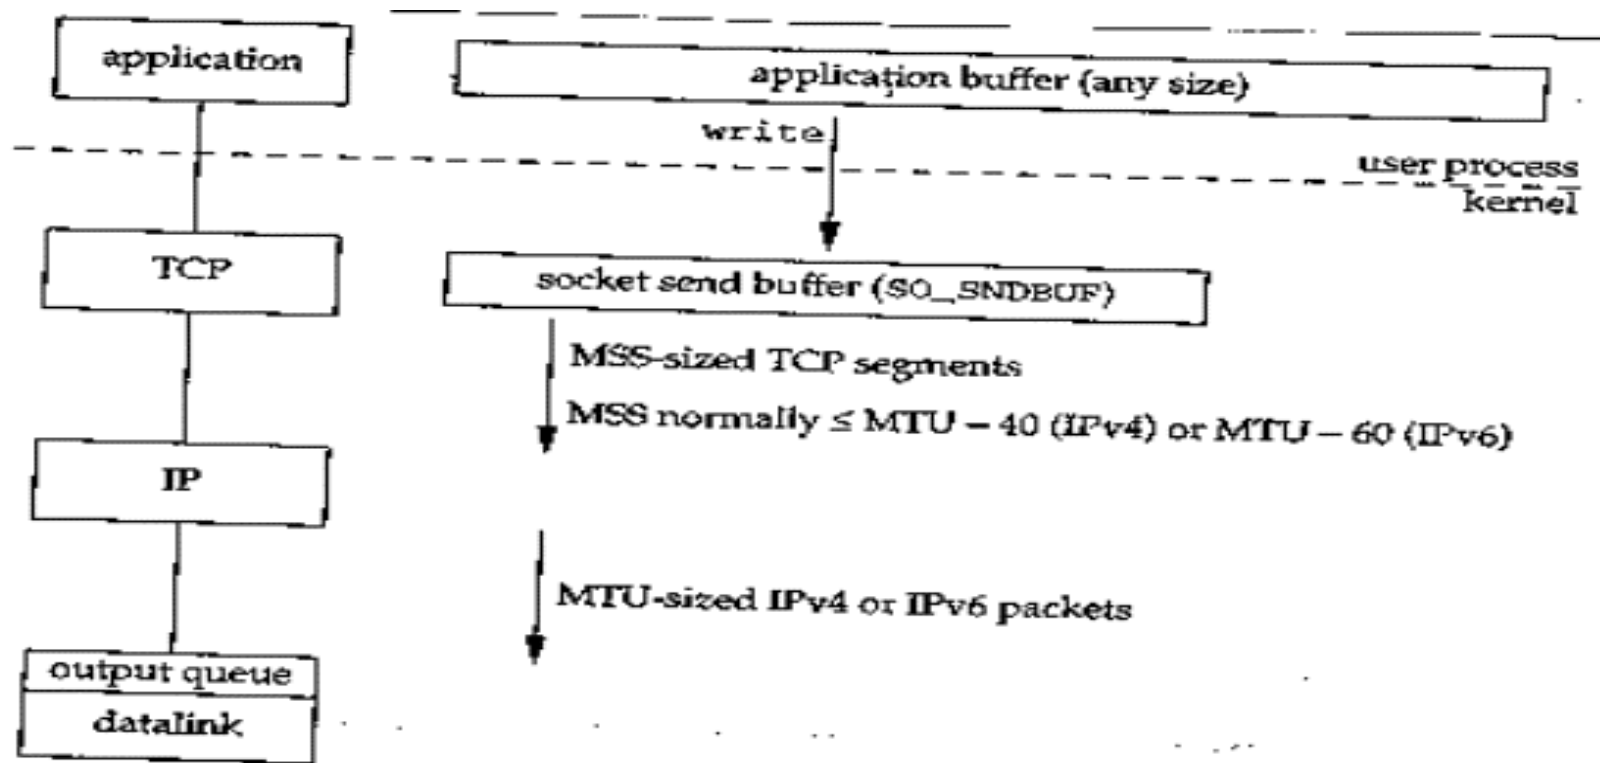 application
application buffer (any size)
write
user process
kernel
TCP
socket send buffer (SO_SNDBUF)
MSS-sized TCP segments
MSS normally ≤ MTU – 40 (IPv4) or MTU – 60 (IPv6)
IP
MTU-sized IPv4 or IPv6 packets
output queue
datalink